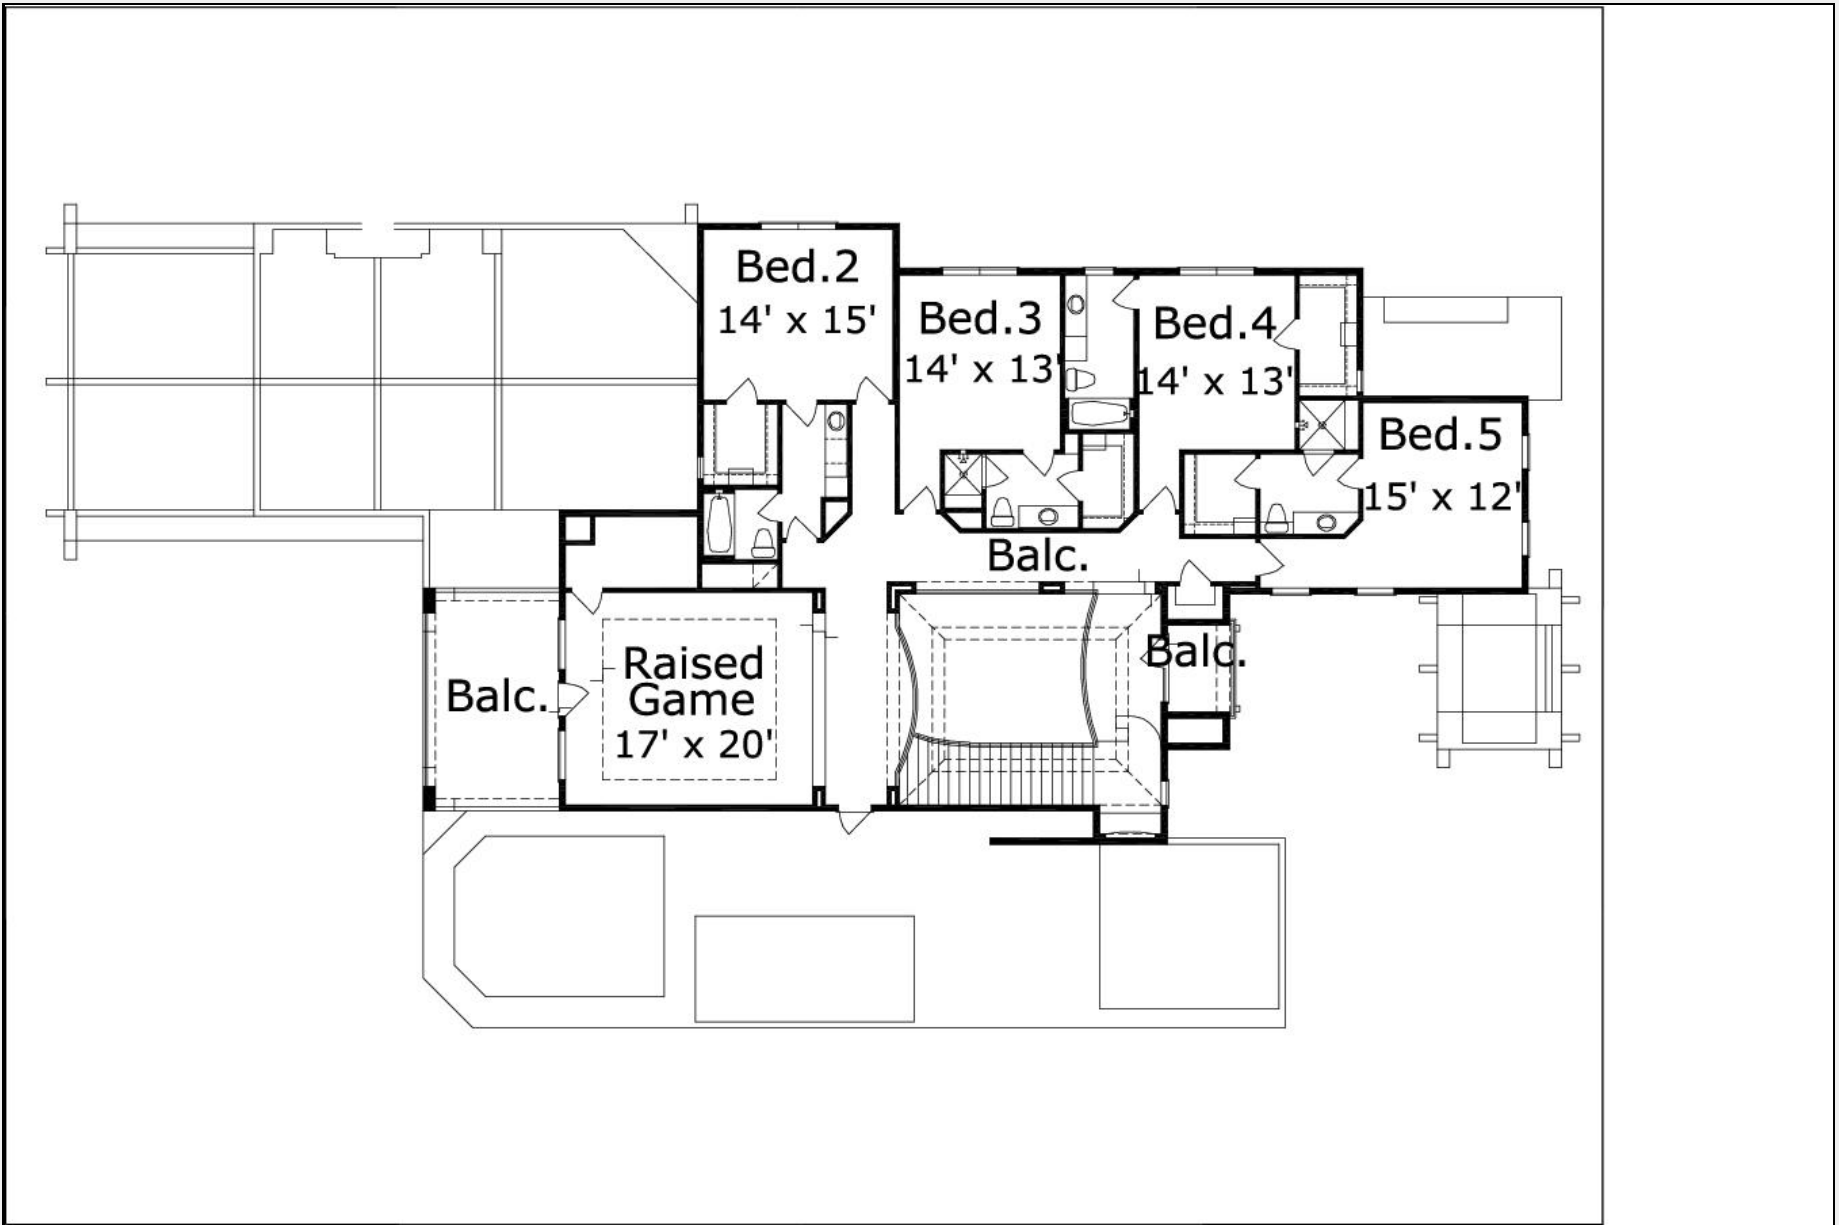 Bed.2
14' x 15'
Bed.3
14' x 13'
Bed.4
14' x 13'
Bed.5
15' x 12'
Balc.
Balc.
Raised
Game
17' x 20'
Balc.